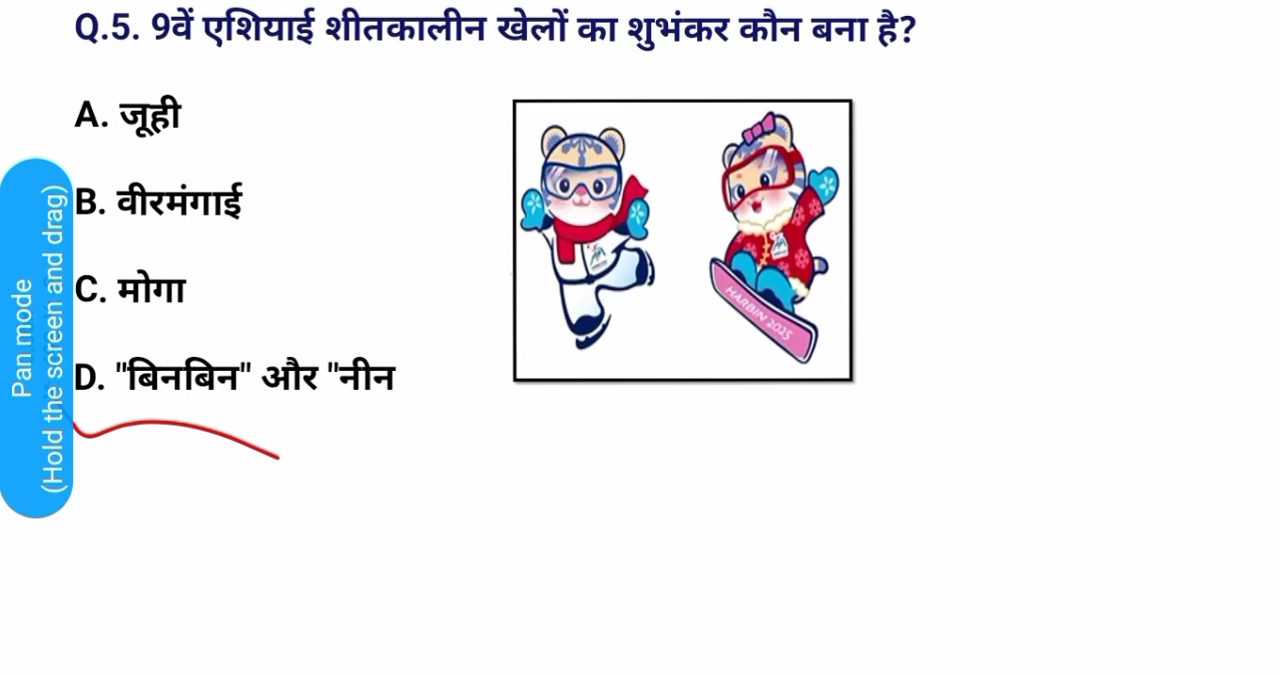 Q.5. 9वें एशियाई शीतकालीन खेलों का शुभंकर कौन बना है?
A. जूही
B. वीरमंगाई
C. मोगा
D. "बिनबिन" और "नीन
HARBIN 2025
Pan mode
(Hold the screen and drag)